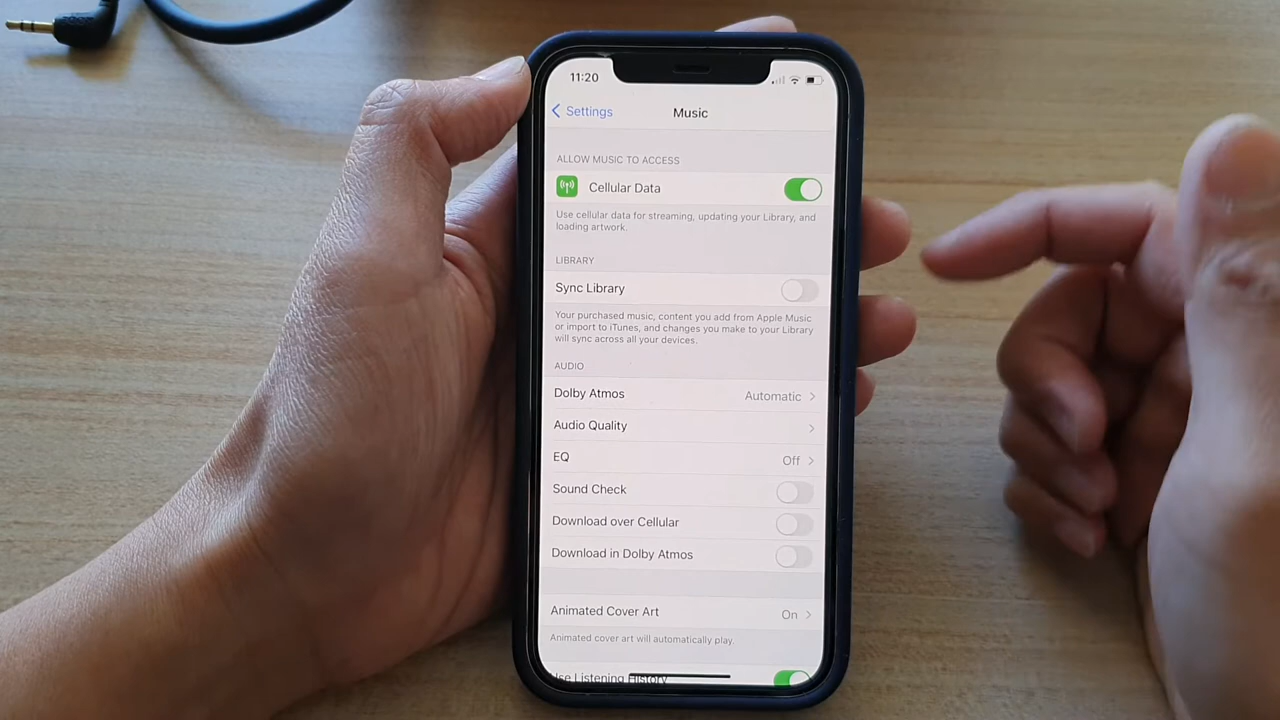 11:20
Settings
Music
ALLOW MUSIC TO ACCESS
Cellular Data
Use cellular data for streaming, updating your Library, and
loading artwork.
LIBRARY
Sync Library
Your purchased music, content you add from Apple Music
or import to iTunes, and changes you make to your Library
will sync across all your devices.
AUDIO
Dolby Atmos Automatic
Audio Quality
EQ Off
Sound Check
Download over Cellular
Download in Dolby Atmos
Animated Cover Art On
Animated cover art will automatically play.
Use Listening History